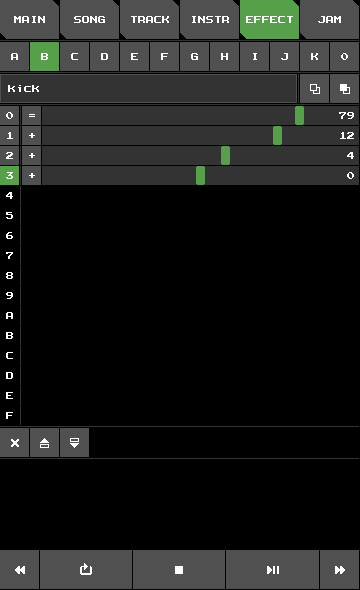 MAIN SONG TRACK INSTR EFFECT JAM
A B C D E F G H I J K O
kick
0 = 79
1 + 12
2 + 4
3 + 0
4
5
6
7
8
9
A
B
C
D
E
F